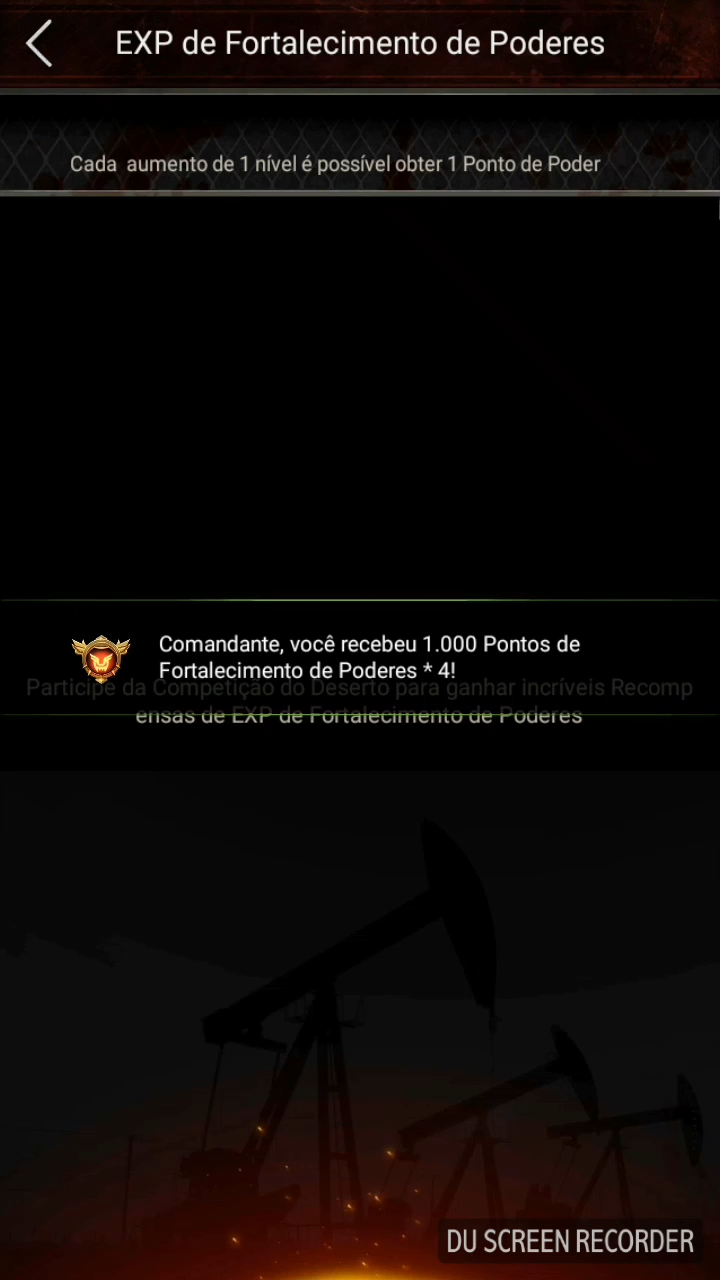 EXP de Fortalecimento de Poderes
Cada aumento de 1 nível é possível obter 1 Ponto de Poder
Comandante, você recebeu 1.000 Pontos de
Fortalecimento de Poderes * 4!
Participe da Competição do Deserto para ganhar incríveis Recomp
ensas de EXP de Fortalecimento de Poderes
DU SCREEN RECORDER